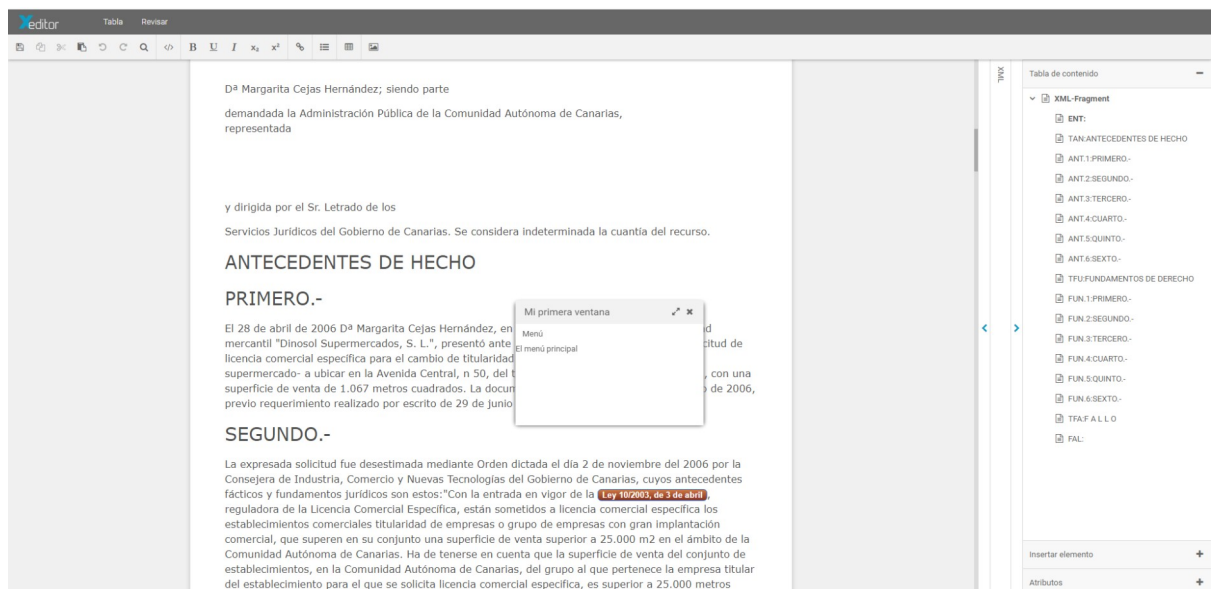 Xeditor
Tabla
Revisar
B U I x₂ x²
Dª Margarita Cejas Hernández; siendo parte
demandada la Administración Pública de la Comunidad Autónoma de Canarias,
representada
y dirigida por el Sr. Letrado de los
Servicios Jurídicos del Gobierno de Canarias. Se considera indeterminada la cuantía del recurso.
ANTECEDENTES DE HECHO
PRIMERO.-
El 28 de abril de 2006 Dª Margarita Cejas Hernández, en
mercantil "Dinosol Supermercados, S. L.", presentó ante
citud de
licencia comercial específica para el cambio de titularidad
supermercado- a ubicar en la Avenida Central, n 50, del
, con una
superficie de venta de 1.067 metros cuadrados. La docum
de 2006,
previo requerimiento realizado por escrito de 29 de junio
Mi primera ventana
Menú
El menú principal
SEGUNDO.-
La expresada solicitud fue desestimada mediante Orden dictada el día 2 de noviembre del 2006 por la
Consejera de Industria, Comercio y Nuevas Tecnologías del Gobierno de Canarias, cuyos antecedentes
fácticos y fundamentos jurídicos son estos:"Con la entrada en vigor de la Ley 10/2003, de 3 de abril,
reguladora de la Licencia Comercial Específica, están sometidos a licencia comercial específica los
establecimientos comerciales titularidad de empresas o grupo de empresas con gran implantación
comercial, que superen en su conjunto una superficie de venta superior a 25.000 m2 en el ámbito de la
Comunidad Autónoma de Canarias. Ha de tenerse en cuenta que la superficie de venta del conjunto de
establecimientos, en la Comunidad Autónoma de Canarias, del grupo al que pertenece la empresa titular
del establecimiento para el que se solicita licencia comercial especifica, es superior a 25.000 metros
XML
Tabla de contenido
XML-Fragment
ENT:
TAN:ANTECEDENTES DE HECHO
ANT.1:PRIMERO.-
ANT.2:SEGUNDO.-
ANT.3:TERCERO.-
ANT.4:CUARTO.-
ANT.5:QUINTO.-
ANT.6:SEXTO.-
TFU:FUNDAMENTOS DE DERECHO
FUN.1:PRIMERO.-
FUN.2:SEGUNDO.-
FUN.3:TERCERO.-
FUN.4:CUARTO.-
FUN.5:QUINTO.-
FUN.6:SEXTO.-
TFA:F A L L O
FAL:
Insertar elemento
Atributos